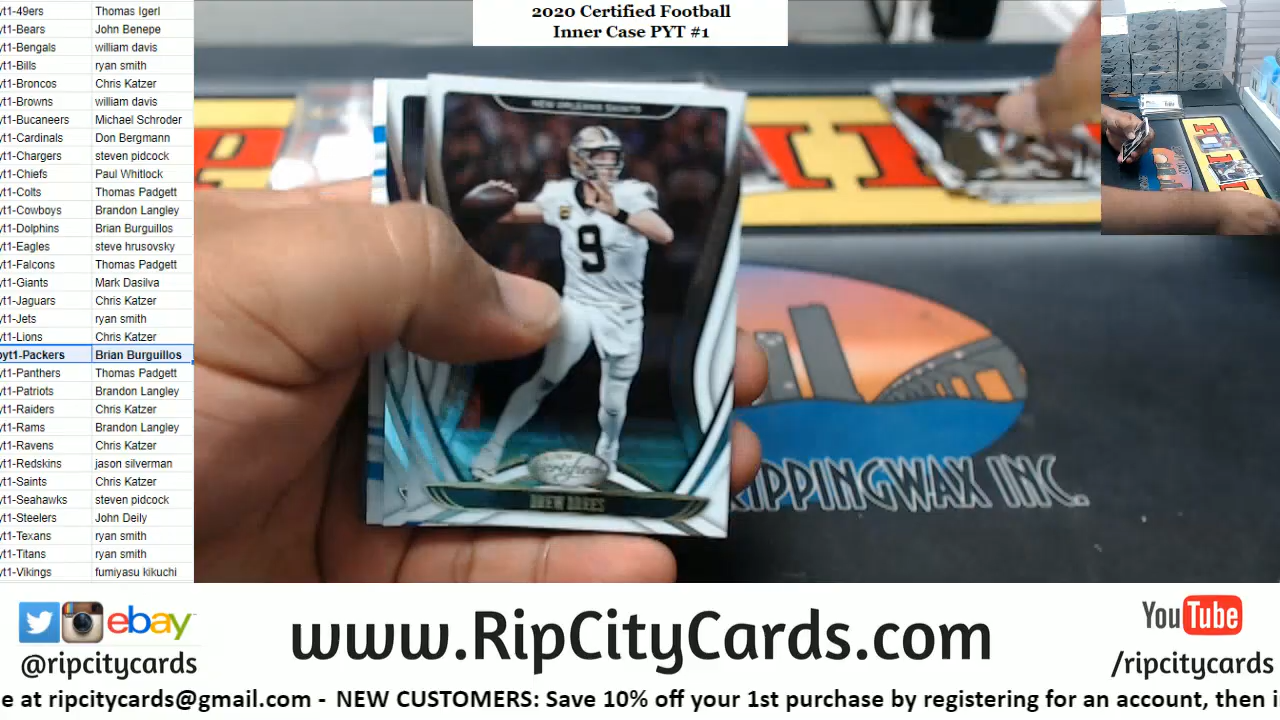 yt1-49ers Thomas Igerl
yt1-Bears John Benepe
yt1-Bengals william davis
yt1-Bills ryan smith
yt1-Broncos Chris Katzer
yt1-Browns william davis
yt1-Bucaneers Michael Schroder
yt1-Cardinals Don Bergmann
yt1-Chargers steven pidcock
yt1-Chiefs Paul Whitlock
yt1-Colts Thomas Padgett
yt1-Cowboys Brandon Langley
yt1-Dolphins Brian Burguillos
yt1-Eagles steve hrusovsky
yt1-Falcons Thomas Padgett
yt1-Giants Mark Dasilva
yt1-Jaguars Chris Katzer
yt1-Jets ryan smith
yt1-Lions Chris Katzer
pyt1-Packers Brian Burguillos
yt1-Panthers Thomas Padgett
yt1-Patriots Brandon Langley
yt1-Raiders Chris Katzer
yt1-Rams Brandon Langley
yt1-Ravens Chris Katzer
yt1-Redskins jason silverman
yt1-Saints Chris Katzer
yt1-Seahawks steven pidcock
yt1-Steelers John Deily
yt1-Texans ryan smith
yt1-Titans ryan smith
yt1-Vikings fumiyasu kikuchi
2020 Certified Football
Inner Case PYT #1
NEW ORLEANS SAINTS
9
Certified
DREW BREES
RIPPINGWAX INC.
ebay
@ripcitycards
www.RipCityCards.com
YouTube
/ripcitycards
e at ripcitycards@gmail.com - NEW CUSTOMERS: Save 10% off your 1st purchase by registering for an account, then i